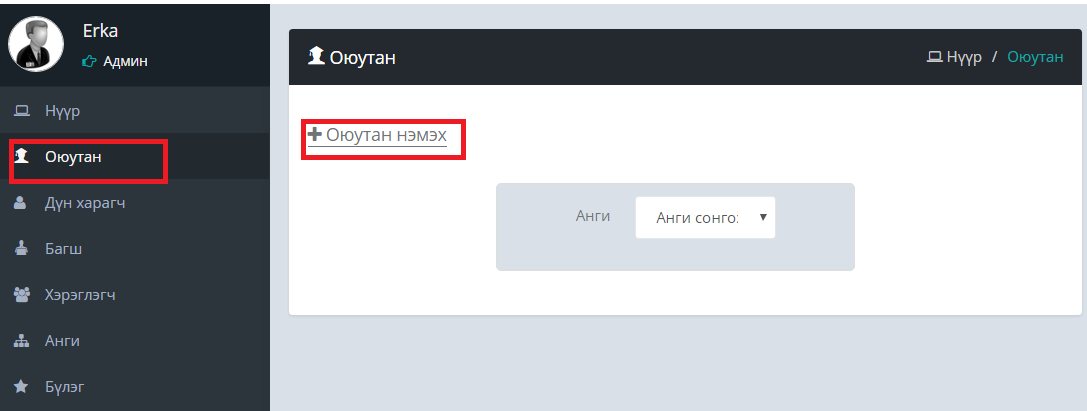 Erka
Админ
Нүүр
Оюутан
Дүн харагч
Багш
Хэрэглэгч
Анги
Бүлэг
Оюутан
Нүүр / Оюутан
Оюутан нэмэх
Анги
Анги сонго: